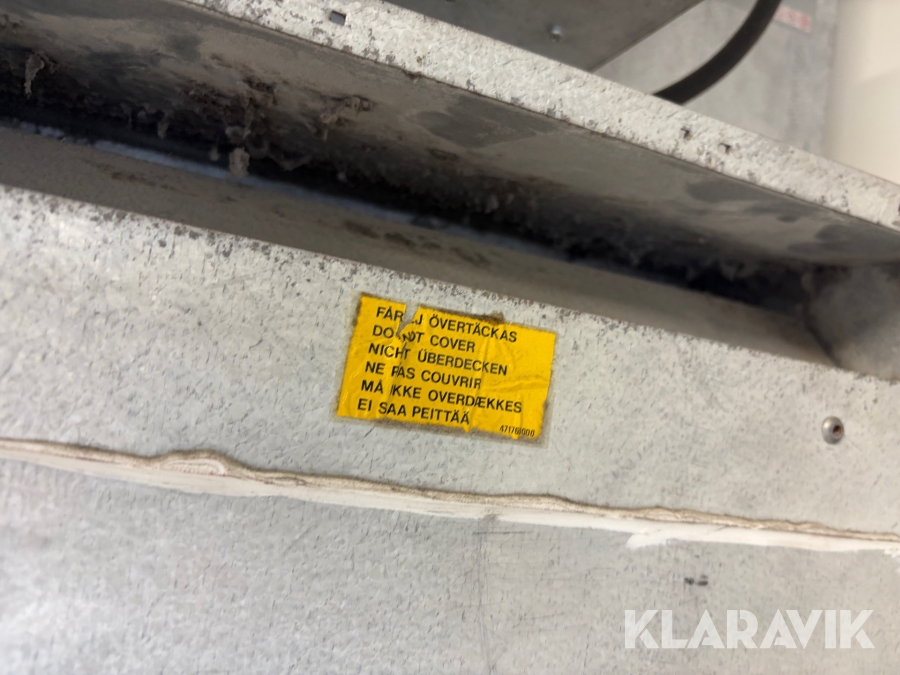 FÅR EJ ÖVERTÄCKAS
DO NOT COVER
NICHT ÜBERDECKEN
NE PAS COUVRIR
MÅ IKKE OVERDÆKKES
EI SAA PEITTÄÄ
KLARAVIK